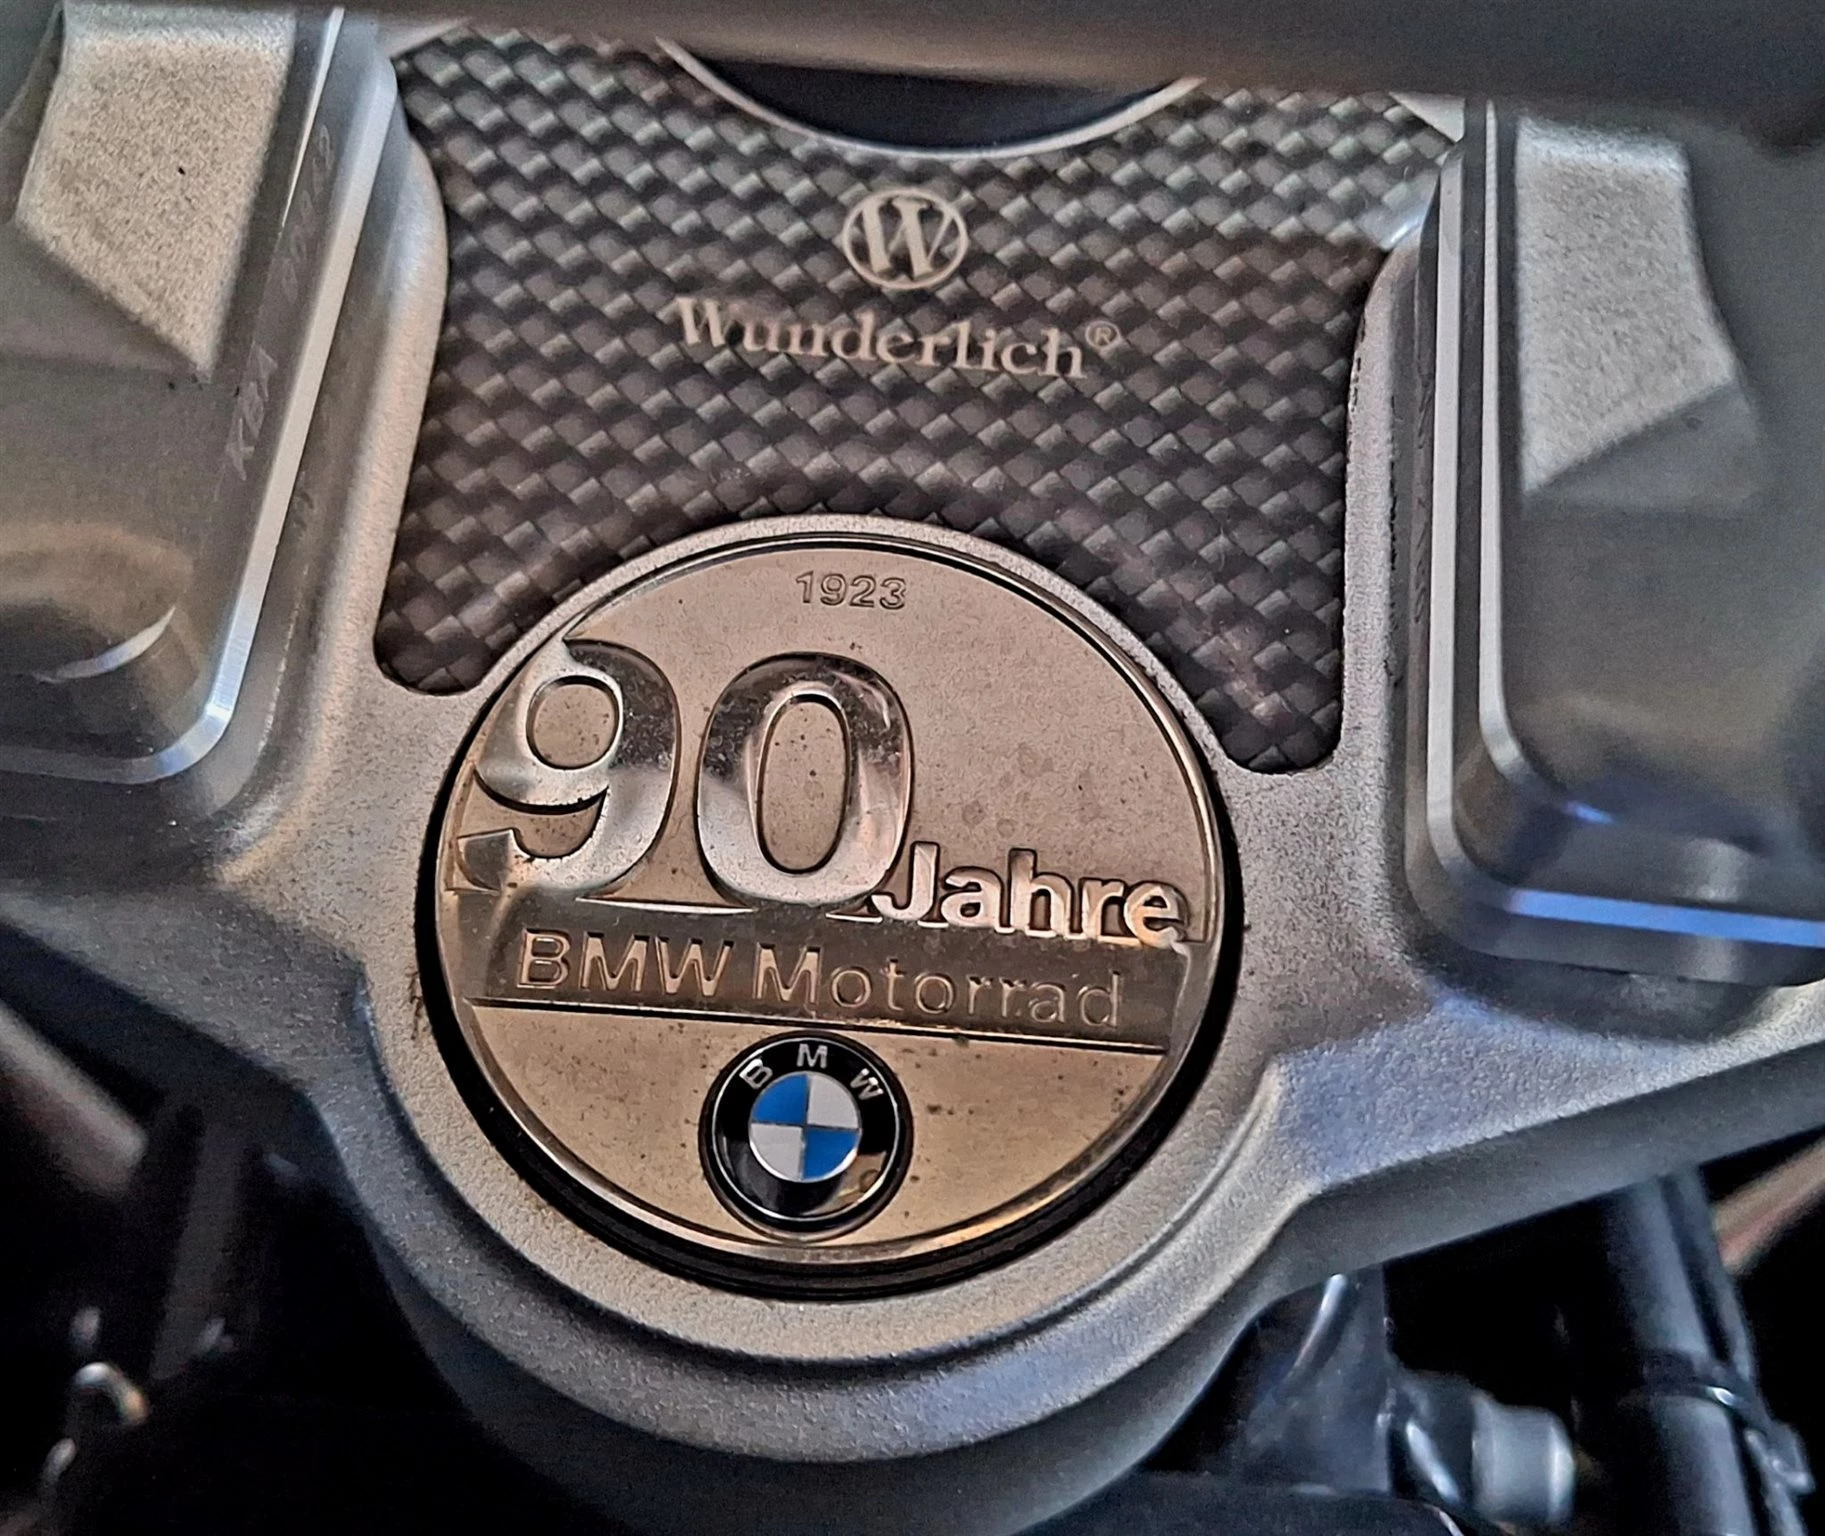 W
Wunderlich®
1923
90 Jahre
BMW Motorrad
BMW